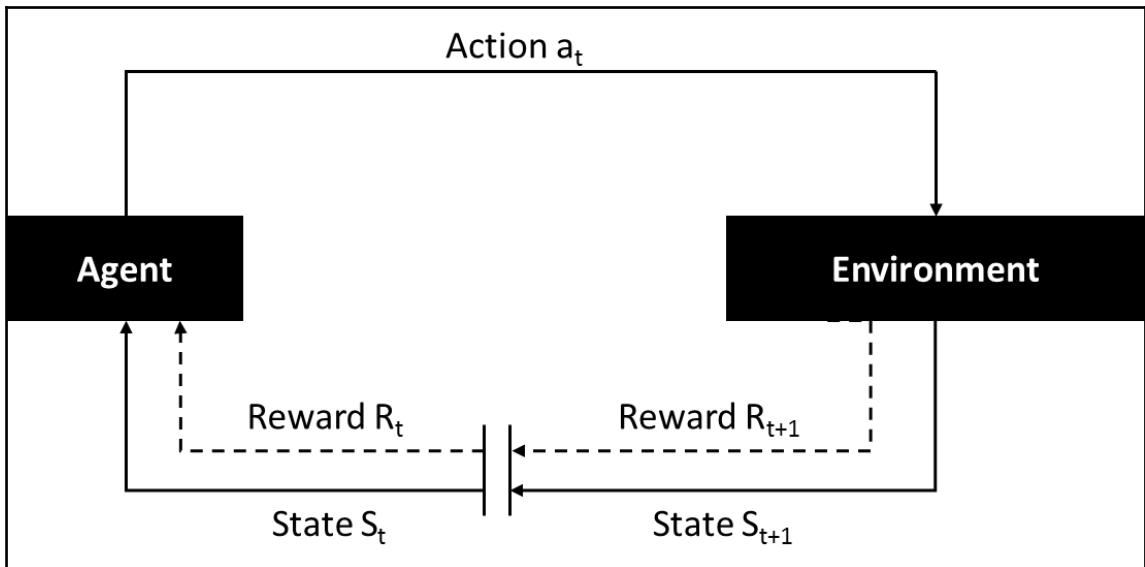 Action aₜ
Agent
Environment
Reward Rₜ
Reward Rₜ₊₁
State Sₜ
State Sₜ₊₁